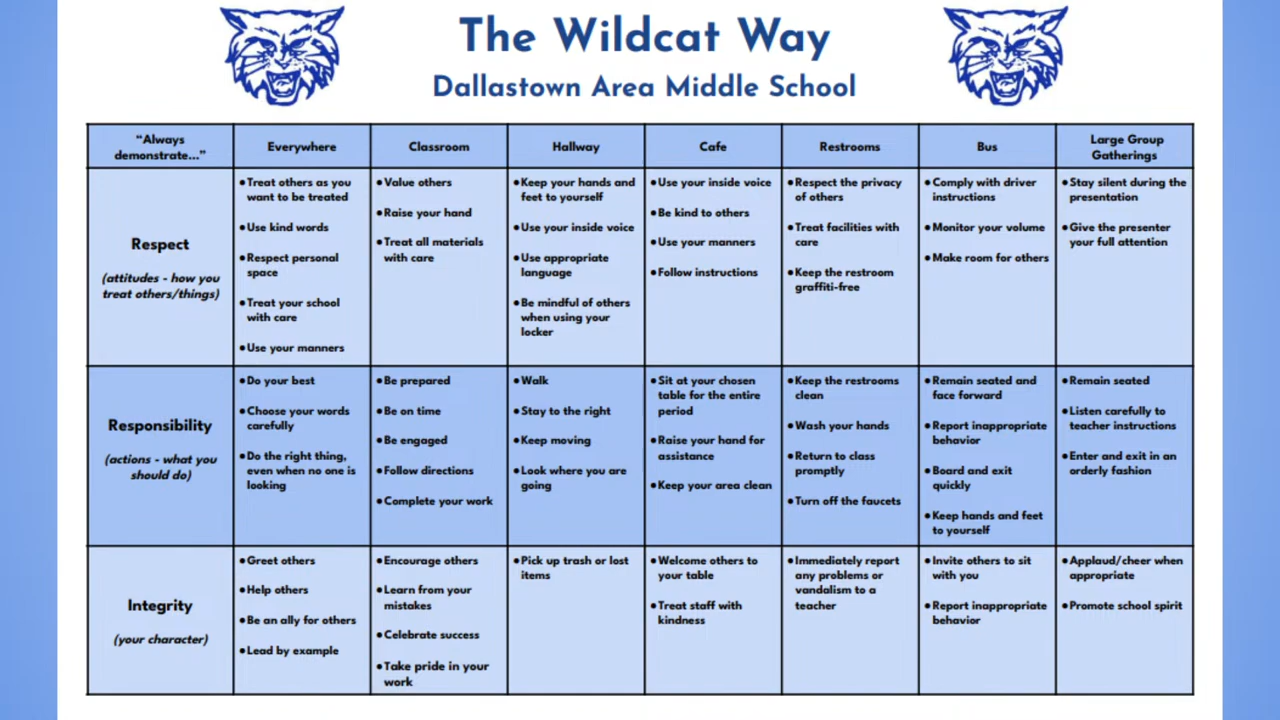 The Wildcat Way
Dallastown Area Middle School
“Always
demonstrate...”
Everywhere
Classroom
Hallway
Cafe
Restrooms
Bus
Large Group
Gatherings
Respect
(attitudes - how you
treat others/things)
•Treat others as you
want to be treated
•Use kind words
•Respect personal
space
•Treat your school
with care
•Use your manners
•Value others
•Raise your hand
•Treat all materials
with care
•Keep your hands and
feet to yourself
•Use your inside voice
•Use appropriate
language
•Be mindful of others
when using your
locker
•Use your inside voice
•Be kind to others
•Use your manners
•Follow instructions
•Respect the privacy
of others
•Treat facilities with
care
•Keep the restroom
graffiti-free
•Comply with driver
instructions
•Monitor your volume
•Make room for others
•Stay silent during the
presentation
•Give the presenter
your full attention
Responsibility
(actions - what you
should do)
•Do your best
•Choose your words
carefully
•Do the right thing,
even when no one is
looking
•Be prepared
•Be on time
•Be engaged
•Follow directions
•Complete your work
•Walk
•Stay to the right
•Keep moving
•Look where you are
going
•Sit at your chosen
table for the entire
period
•Raise your hand for
assistance
•Keep your area clean
•Keep the restrooms
clean
•Wash your hands
•Return to class
promptly
•Turn off the faucets
•Remain seated and
face forward
•Report inappropriate
behavior
•Board and exit
quickly
•Keep hands and feet
to yourself
•Remain seated
•Listen carefully to
teacher instructions
•Enter and exit in an
orderly fashion
Integrity
(your character)
•Greet others
•Help others
•Be an ally for others
•Lead by example
•Encourage others
•Learn from your
mistakes
•Celebrate success
•Take pride in your
work
•Pick up trash or lost
items
•Welcome others to
your table
•Treat staff with
kindness
•Immediately report
any problems or
vandalism to a
teacher
•Invite others to sit
with you
•Report inappropriate
behavior
•Applaud/cheer when
appropriate
•Promote school spirit